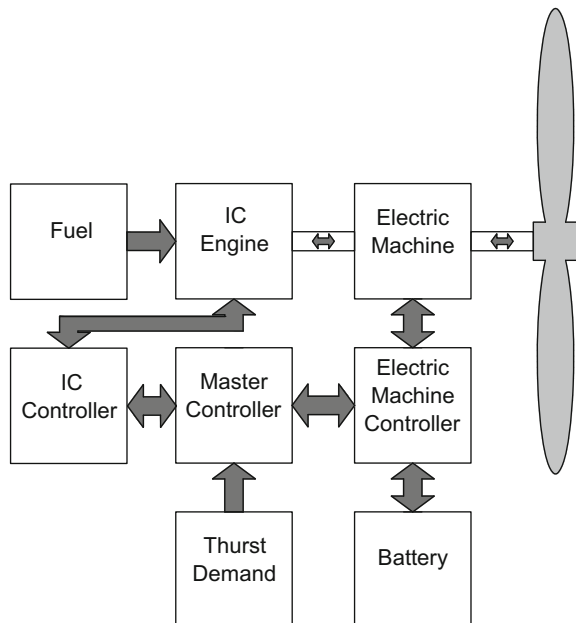 Fuel
IC
Engine
Electric
Machine
IC
Controller
Master
Controller
Electric
Machine
Controller
Thurst
Demand
Battery